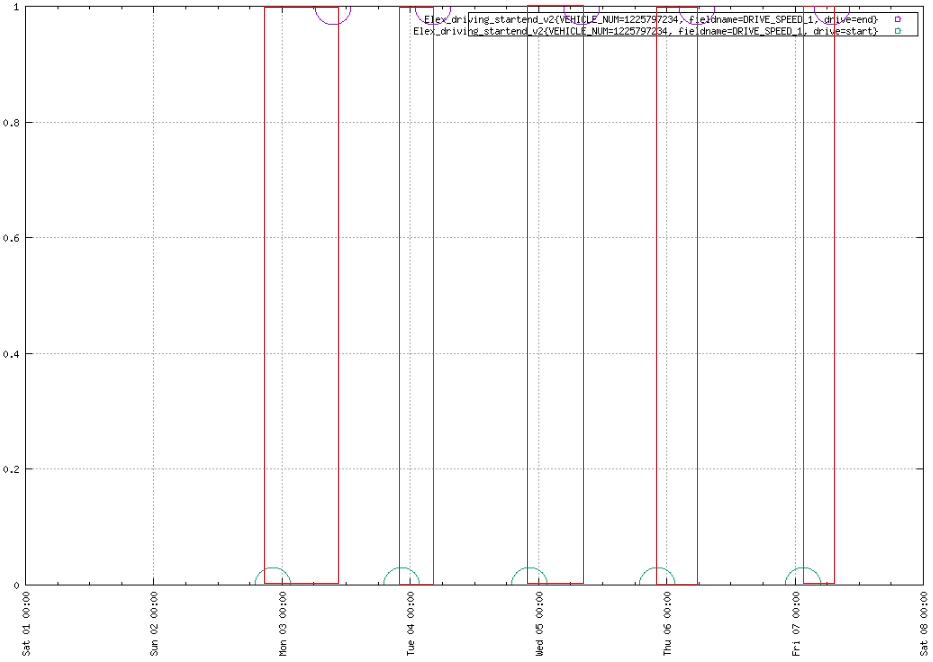 1
Elex_driving_startend_v2{VEHICLE_NUM=1225797234, fieldname=DRIVE_SPEED_1, drive=end}
Elex_driving_startend_v2{VEHICLE_NUM=1225797234, fieldname=DRIVE_SPEED_1, drive=start}
0.8
0.6
0.4
0.2
0
Sat 01 00:00
Sun 02 00:00
Mon 03 00:00
Tue 04 00:00
Wed 05 00:00
Thu 06 00:00
Fri 07 00:00
Sat 08 00:00